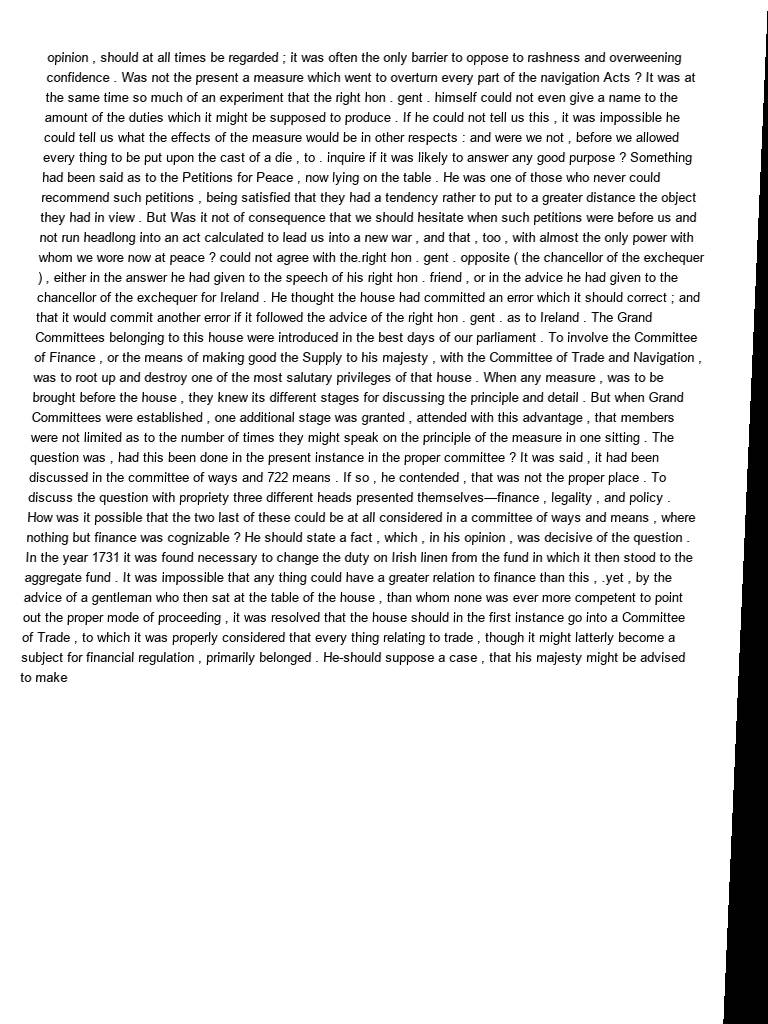 opinion , should at all times be regarded ; it was often the only barrier to oppose to rashness and overweening
confidence . Was not the present a measure which went to overturn every part of the navigation Acts ? It was at
the same time so much of an experiment that the right hon . gent . himself could not even give a name to the
amount of the duties which it might be supposed to produce . If he could not tell us this , it was impossible he
could tell us what the effects of the measure would be in other respects : and were we not , before we allowed
every thing to be put upon the cast of a die , to . inquire if it was likely to answer any good purpose ? Something
had been said as to the Petitions for Peace , now lying on the table . He was one of those who never could
recommend such petitions , being satisfied that they had a tendency rather to put to a greater distance the object
they had in view . But Was it not of consequence that we should hesitate when such petitions were before us and
not run headlong into an act calculated to lead us into a new war , and that , too , with almost the only power with
whom we wore now at peace ? could not agree with the.right hon . gent . opposite ( the chancellor of the exchequer
) , either in the answer he had given to the speech of his right hon . friend , or in the advice he had given to the
chancellor of the exchequer for Ireland . He thought the house had committed an error which it should correct ; and
that it would commit another error if it followed the advice of the right hon . gent . as to Ireland . The Grand
Committees belonging to this house were introduced in the best days of our parliament . To involve the Committee
of Finance , or the means of making good the Supply to his majesty , with the Committee of Trade and Navigation ,
was to root up and destroy one of the most salutary privileges of that house . When any measure , was to be
brought before the house , they knew its different stages for discussing the principle and detail . But when Grand
Committees were established , one additional stage was granted , attended with this advantage , that members
were not limited as to the number of times they might speak on the principle of the measure in one sitting . The
question was , had this been done in the present instance in the proper committee ? It was said , it had been
discussed in the committee of ways and 722 means . If so , he contended , that was not the proper place . To
discuss the question with propriety three different heads presented themselves—finance , legality , and policy .
How was it possible that the two last of these could be at all considered in a committee of ways and means , where
nothing but finance was cognizable ? He should state a fact , which , in his opinion , was decisive of the question .
In the year 1731 it was found necessary to change the duty on Irish linen from the fund in which it then stood to the
aggregate fund . It was impossible that any thing could have a greater relation to finance than this , .yet , by the
advice of a gentleman who then sat at the table of the house , than whom none was ever more competent to point
out the proper mode of proceeding , it was resolved that the house should in the first instance go into a Committee
of Trade , to which it was properly considered that every thing relating to trade , though it might latterly become a
subject for financial regulation , primarily belonged . He-should suppose a case , that his majesty might be advised
to make